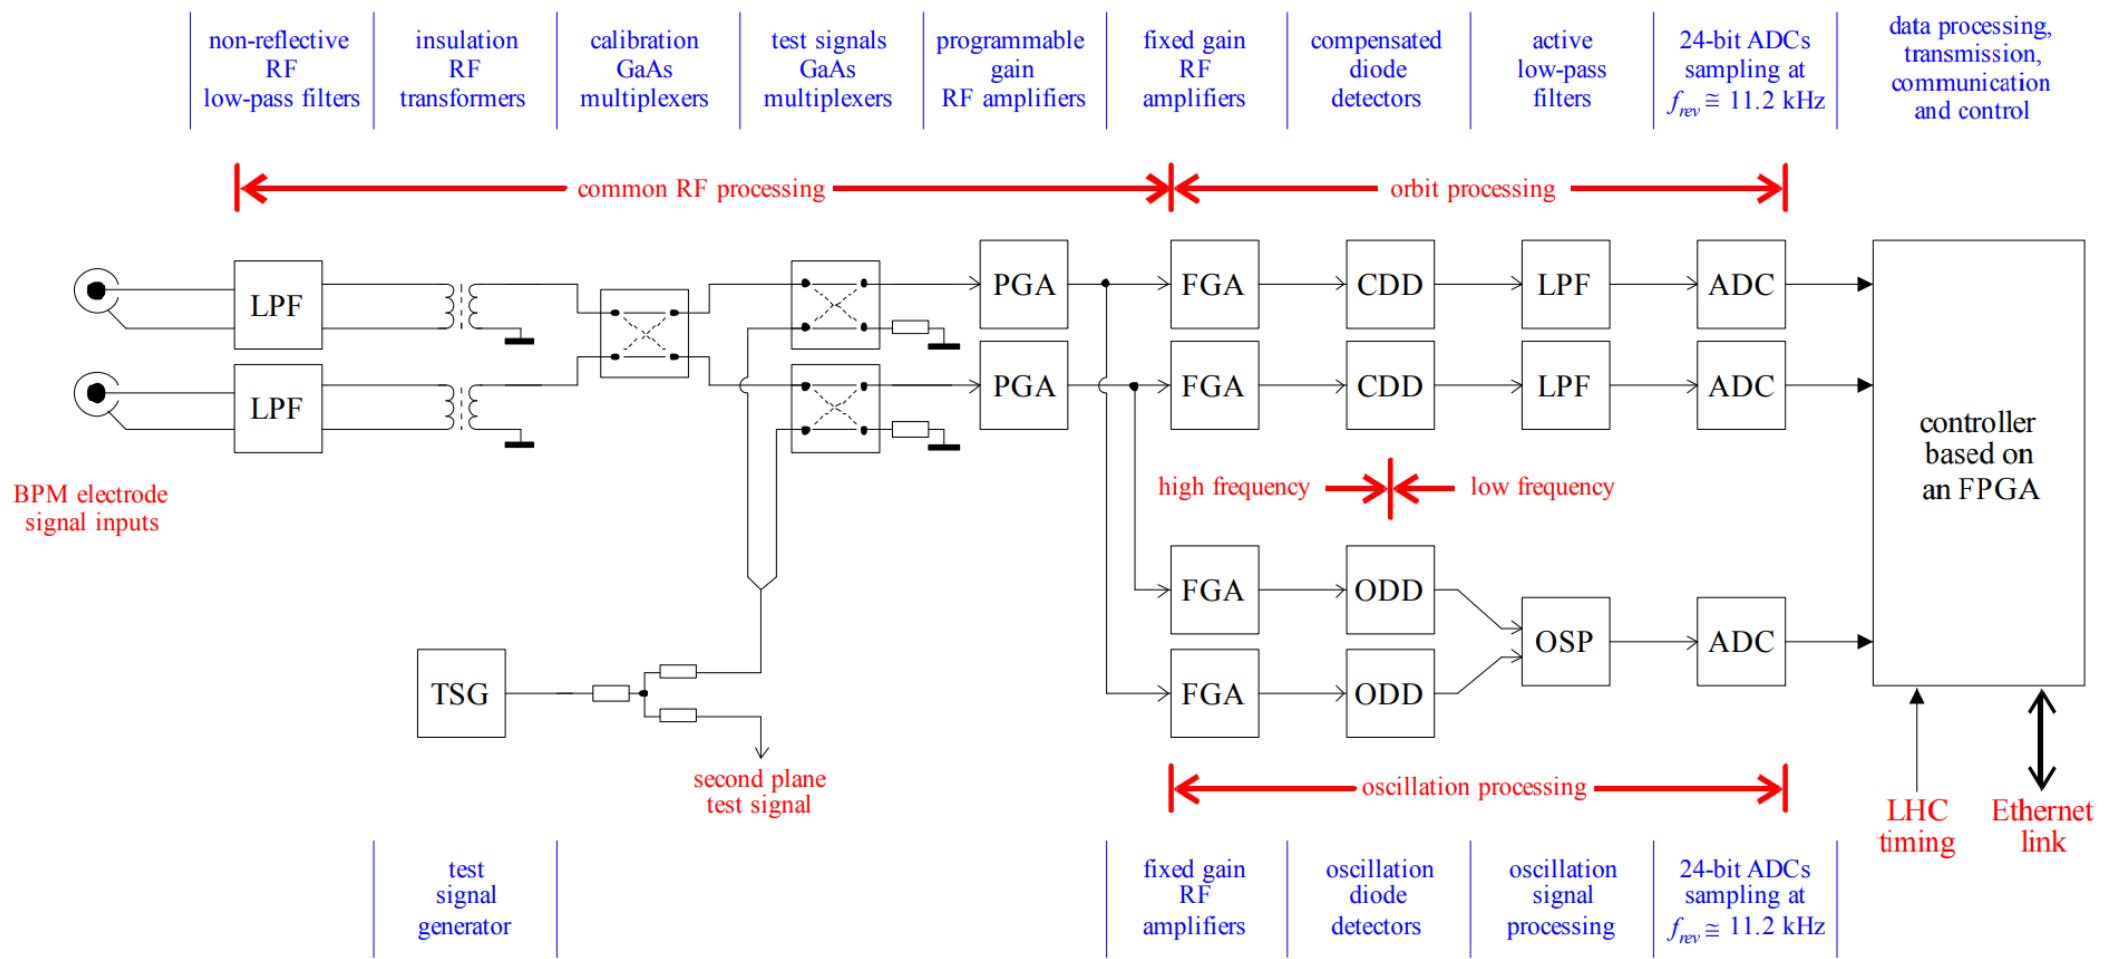 non-reflective
RF
low-pass filters
insulation
RF
transformers
calibration
GaAs
multiplexers
test signals
GaAs
multiplexers
programmable
gain
RF amplifiers
fixed gain
RF
amplifiers
compensated
diode
detectors
active
low-pass
filters
24-bit ADCs
sampling at
f_rev ≅ 11.2 kHz
data processing,
transmission,
communication
and control
common RF processing
orbit processing
LPF
PGA
FGA
CDD
LPF
ADC
LPF
PGA
FGA
CDD
LPF
ADC
BPM electrode
signal inputs
high frequency
low frequency
controller
based on
an FPGA
FGA
ODD
OSP
ADC
FGA
ODD
TSG
second plane
test signal
oscillation processing
LHC
timing
Ethernet
link
test
signal
generator
fixed gain
RF
amplifiers
oscillation
diode
detectors
oscillation
signal
processing
24-bit ADCs
sampling at
f_rev ≅ 11.2 kHz